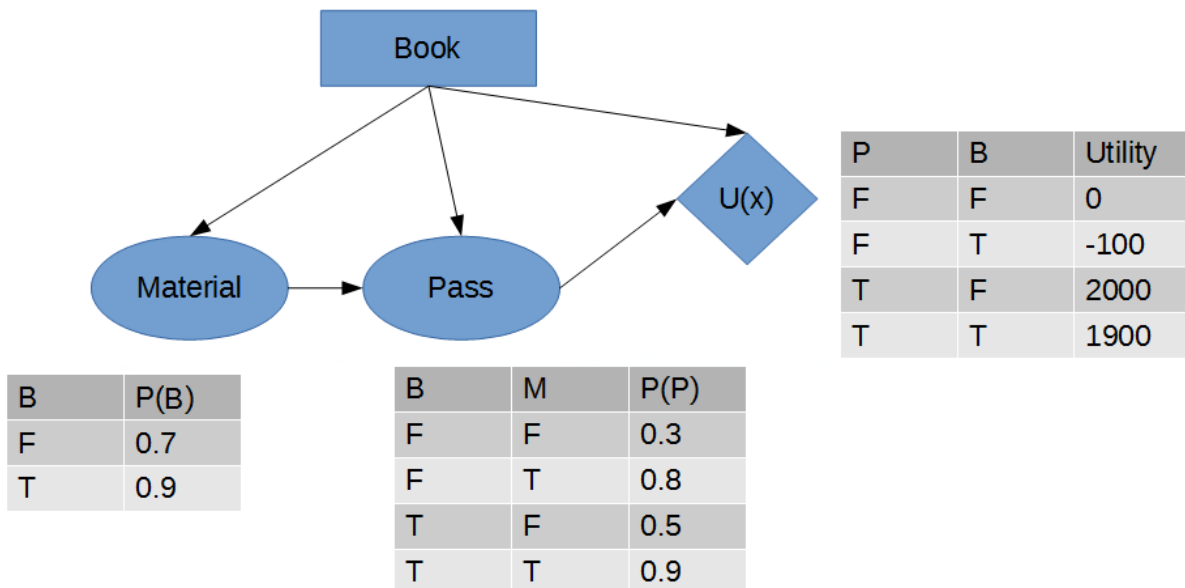 Book
U(x)
Material
Pass
P B Utility
F F 0
F T -100
T F 2000
T T 1900
B P(B)
F 0.7
T 0.9
B M P(P)
F F 0.3
F T 0.8
T F 0.5
T T 0.9